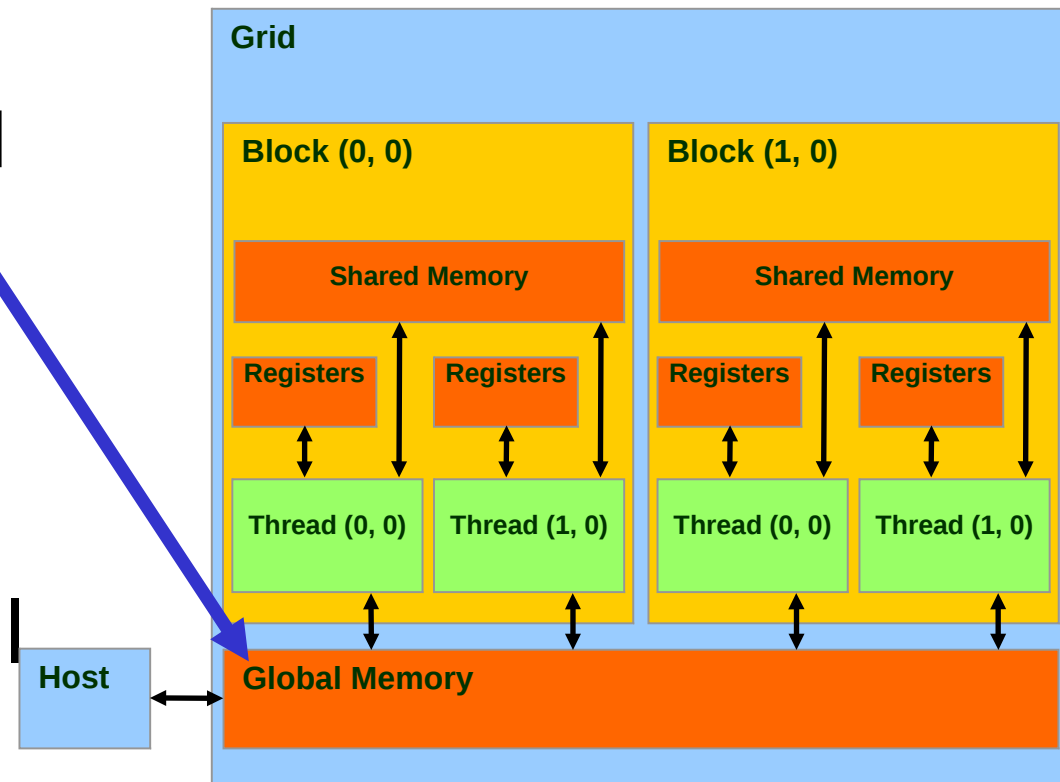 Grid
Block (0, 0)
Block (1, 0)
Shared Memory
Shared Memory
Registers
Registers
Registers
Registers
Thread (0, 0)
Thread (1, 0)
Thread (0, 0)
Thread (1, 0)
Host
Global Memory